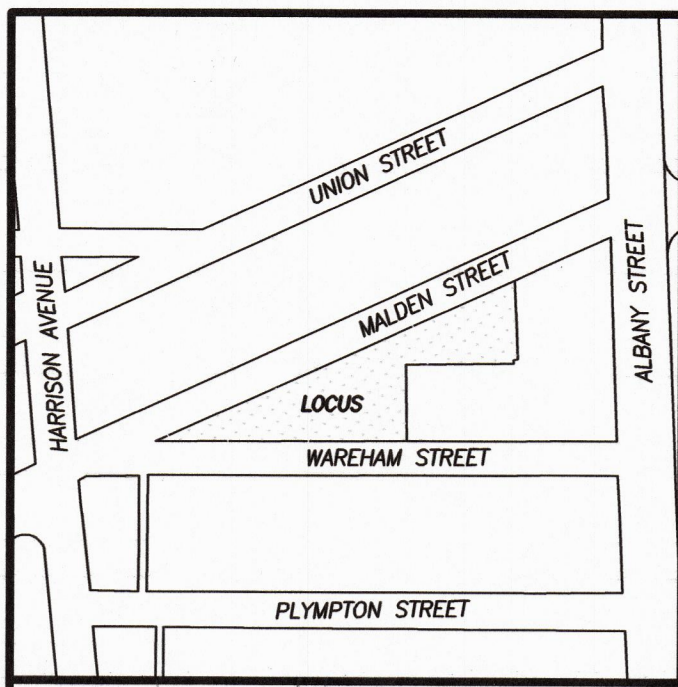 UNION STREET
MALDEN STREET
HARRISON AVENUE
ALBANY STREET
LOCUS
WAREHAM STREET
PLYMPTON STREET